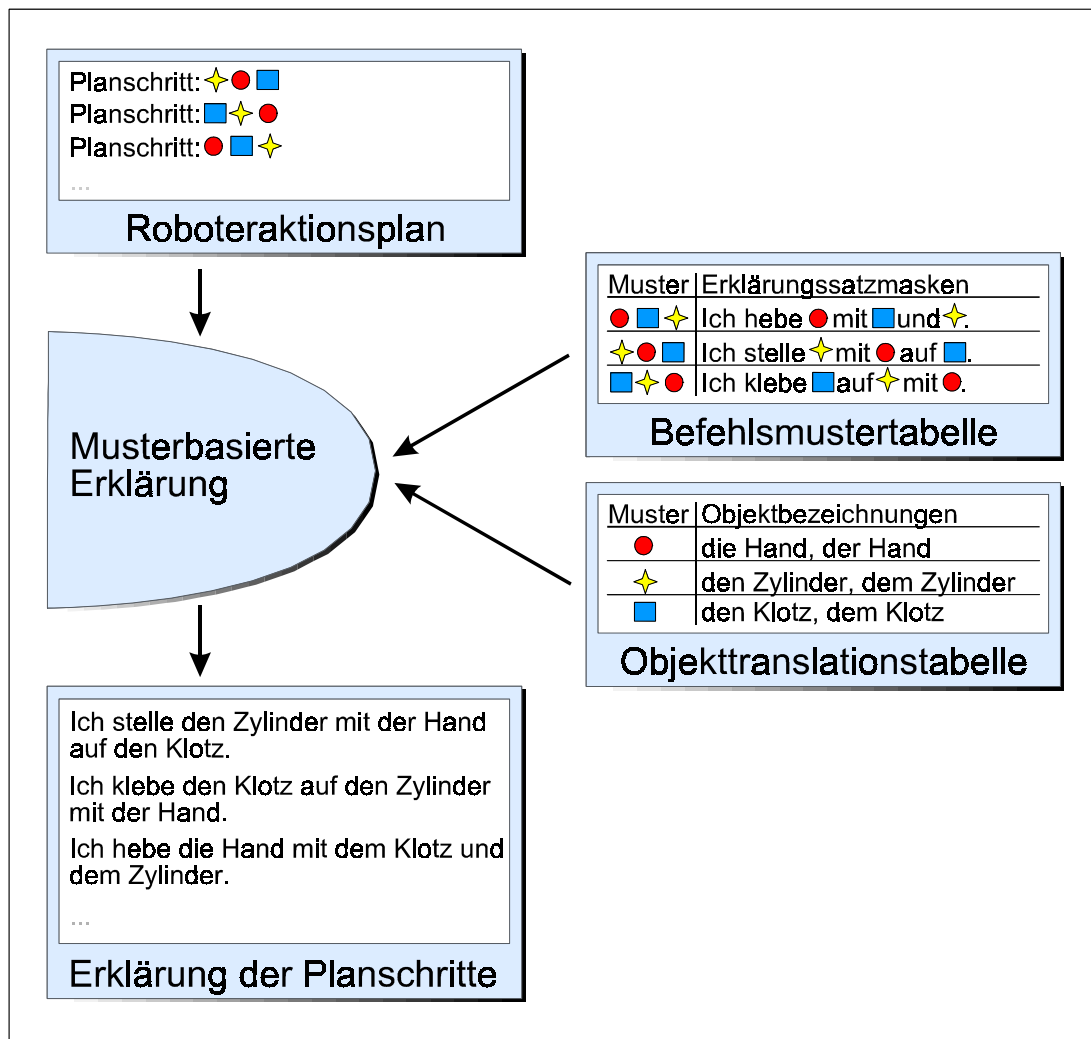 Planschritt:
Planschritt:
Planschritt:
...
Roboteraktionsplan
Muster Erklärungssatzmasken
Ich hebe mit und .
Ich stelle mit auf .
Ich klebe auf mit .
Befehlsmustertabelle
Musterbasierte
Erklärung
Muster Objektbezeichnungen
die Hand, der Hand
den Zylinder, dem Zylinder
den Klotz, dem Klotz
Objekttranslationstabelle
Ich stelle den Zylinder mit der Hand
auf den Klotz.
Ich klebe den Klotz auf den Zylinder
mit der Hand.
Ich hebe die Hand mit dem Klotz und
dem Zylinder.
...
Erklärung der Planschritte